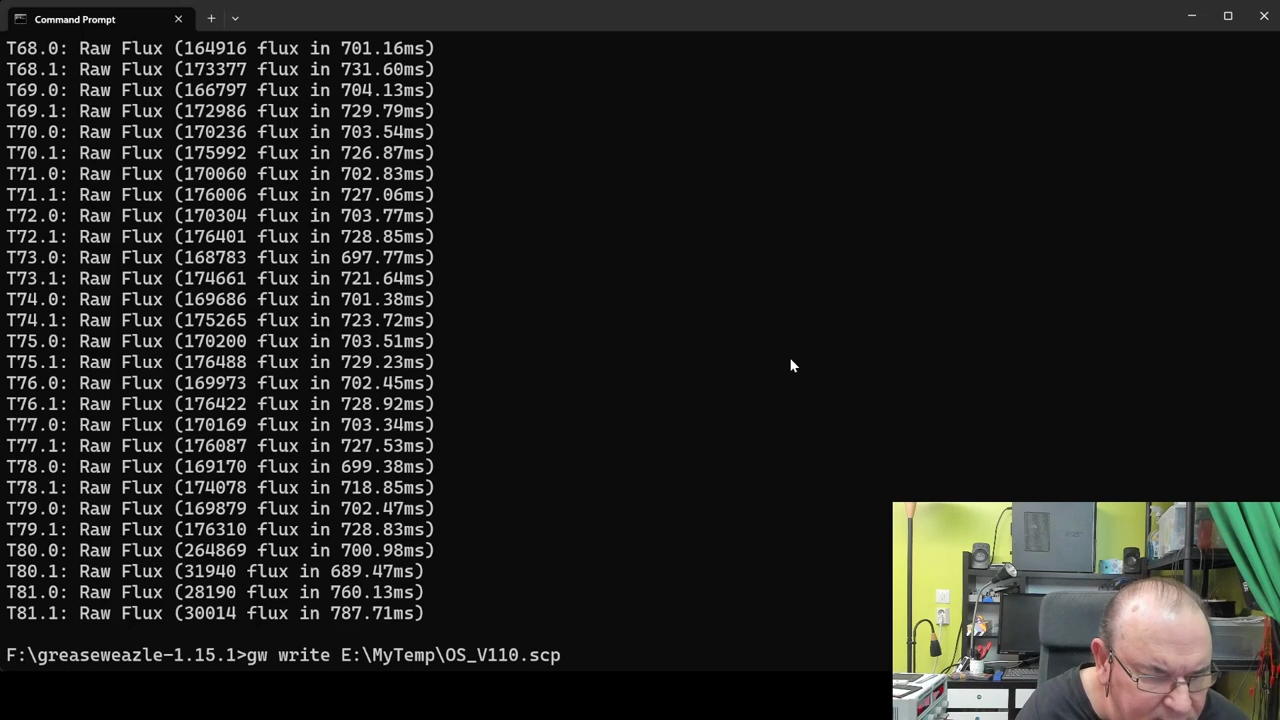 Command Prompt
T68.0: Raw Flux (164916 flux in 701.16ms)
T68.1: Raw Flux (173377 flux in 731.60ms)
T69.0: Raw Flux (166797 flux in 704.13ms)
T69.1: Raw Flux (172986 flux in 729.79ms)
T70.0: Raw Flux (170236 flux in 703.54ms)
T70.1: Raw Flux (175992 flux in 726.87ms)
T71.0: Raw Flux (170060 flux in 702.83ms)
T71.1: Raw Flux (176006 flux in 727.06ms)
T72.0: Raw Flux (170304 flux in 703.77ms)
T72.1: Raw Flux (176401 flux in 728.85ms)
T73.0: Raw Flux (168783 flux in 697.77ms)
T73.1: Raw Flux (174661 flux in 721.64ms)
T74.0: Raw Flux (169686 flux in 701.38ms)
T74.1: Raw Flux (175265 flux in 723.72ms)
T75.0: Raw Flux (170200 flux in 703.51ms)
T75.1: Raw Flux (176488 flux in 729.23ms)
T76.0: Raw Flux (169973 flux in 702.45ms)
T76.1: Raw Flux (176422 flux in 728.92ms)
T77.0: Raw Flux (170169 flux in 703.34ms)
T77.1: Raw Flux (176087 flux in 727.53ms)
T78.0: Raw Flux (169170 flux in 699.38ms)
T78.1: Raw Flux (174078 flux in 718.85ms)
T79.0: Raw Flux (169879 flux in 702.47ms)
T79.1: Raw Flux (176310 flux in 728.83ms)
T80.0: Raw Flux (264869 flux in 700.98ms)
T80.1: Raw Flux (31940 flux in 689.47ms)
T81.0: Raw Flux (28190 flux in 760.13ms)
T81.1: Raw Flux (30014 flux in 787.71ms)
F:\greaseweazle-1.15.1>gw write E:\MyTemp\OS_V110.scp